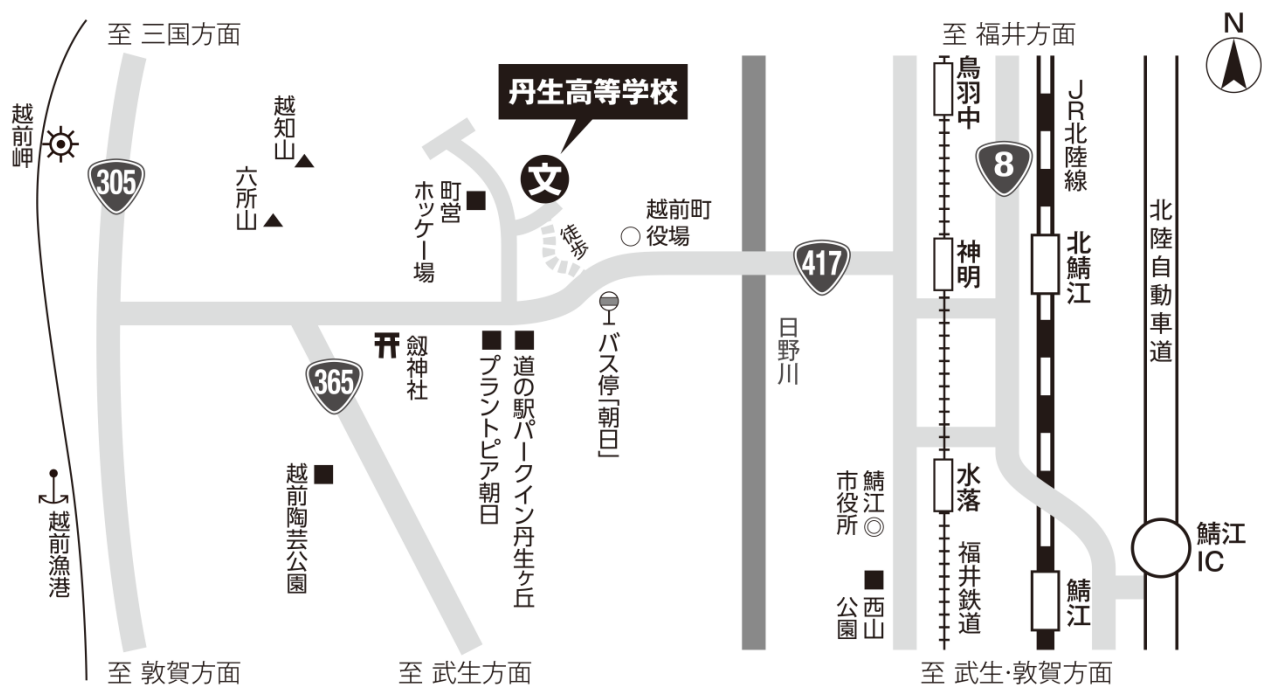 至 三国方面
至 福井方面
N
丹生高等学校
文
越前岬
305
越知山
六所山
町営
ホッケー場
徒歩
越前町
役場
417
鳥羽中
8
JR北陸線
神明
北鯖江
北陸自動車道
日野川
365
劔神社
プラントピア朝日
道の駅パークイン丹生ヶ丘
バス停「朝日」
越前陶芸公園
越前漁港
鯖江
市役所
水落
福井鉄道
西山
公園
鯖江
鯖江
IC
至 敦賀方面
至 武生方面
至 武生・敦賀方面